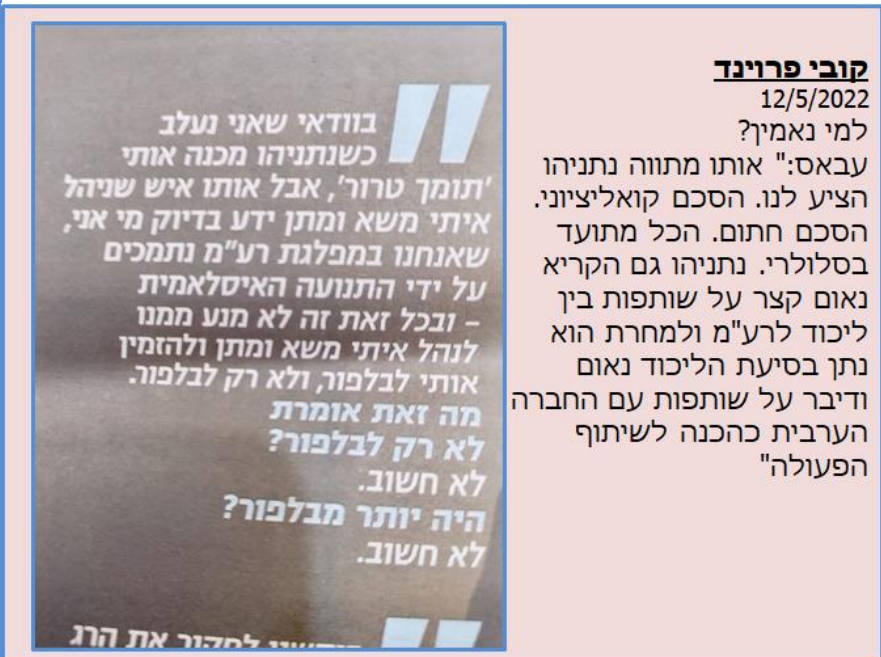 קובי פרוינד
12/5/2022
למי נאמין?
עבאס:" אותו מתווה נתניהו
הציע לנו. הסכם קואליציוני.
הסכם חתום. הכל מתועד
בסלולרי. נתניהו גם הקריא
נאום קצר על שותפות בין
ליכוד לרע"מ ולמחרת הוא
נתן בסיעת הליכוד נאום
ודיבר על שותפות עם החברה
הערבית כהכנה לשיתוף
הפעולה"
בוודאי שאני נעלב
כשנתניהו מכנה אותי
'תומך טרור', אבל אותו איש שניהל
איתי משא ומתן ידע בדיוק מי אני,
שאנחנו במפלגת רע"מ נתמכים
על ידי התנועה האיסלאמית
– ובכל זאת זה לא מנע ממנו
לנהל איתי משא ומתן ולהזמין
אותי לבלפור, ולא רק לבלפור.
מה זאת אומרת
לא רק לבלפור?
לא חשוב.
היה יותר מבלפור?
לא חשוב.
לחקור את הרג